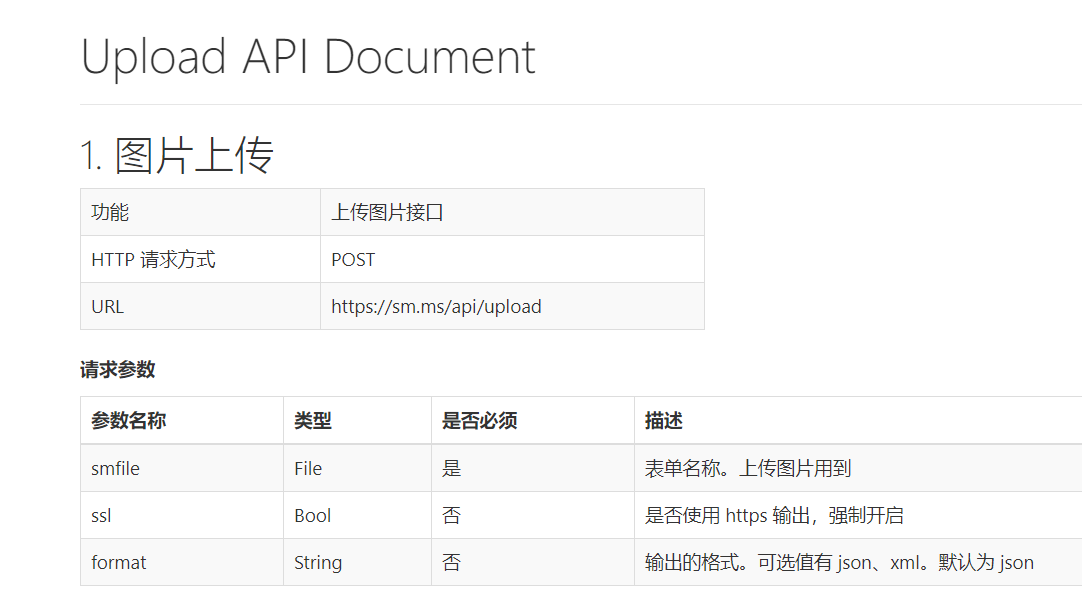 Upload API Document
1. 图片上传
功能 上传图片接口
HTTP 请求方式 POST
URL https://sm.ms/api/upload
请求参数
参数名称 类型 是否必须 描述
smfile File 是 表单名称。上传图片用到
ssl Bool 否 是否使用 https 输出，强制开启
format String 否 输出的格式。可选值有 json、xml。默认为 json